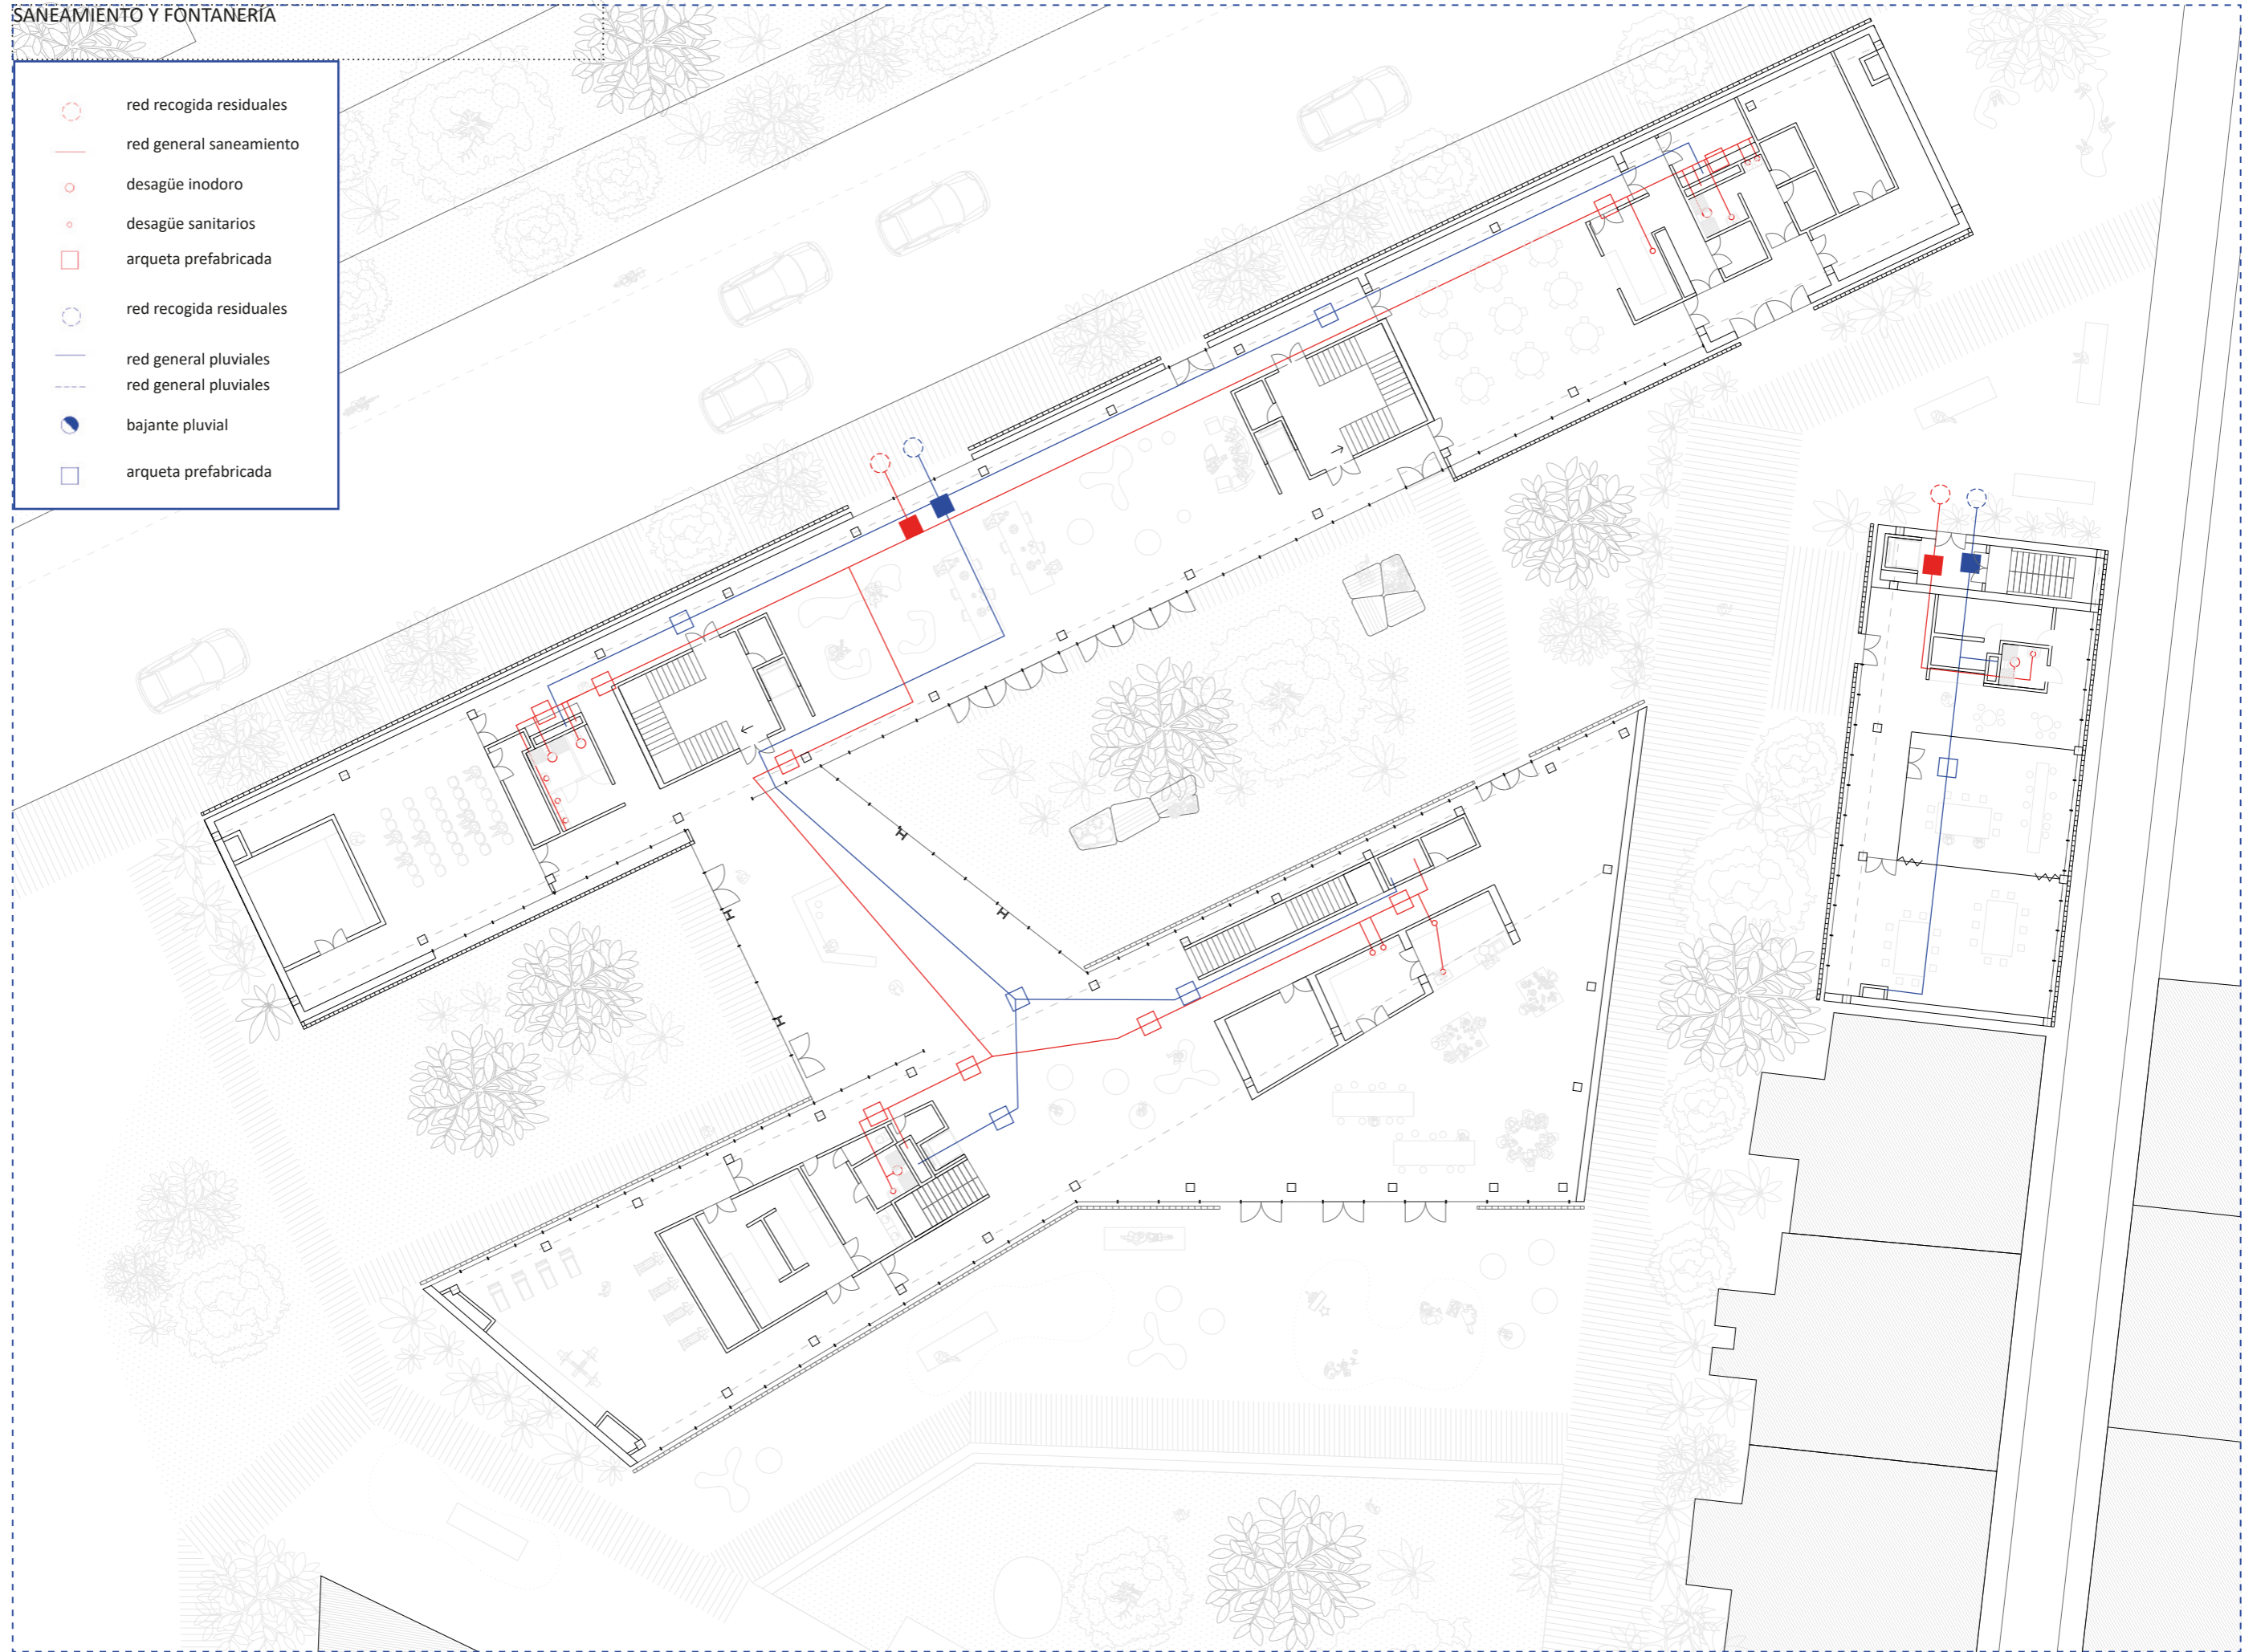 SANEAMIENTO Y FONTANERÍA
red recogida residuales
red general saneamiento
desagüe inodoro
desagüe sanitarios
arqueta prefabricada
red recogida residuales
red general pluviales
red general pluviales
bajante pluvial
arqueta prefabricada